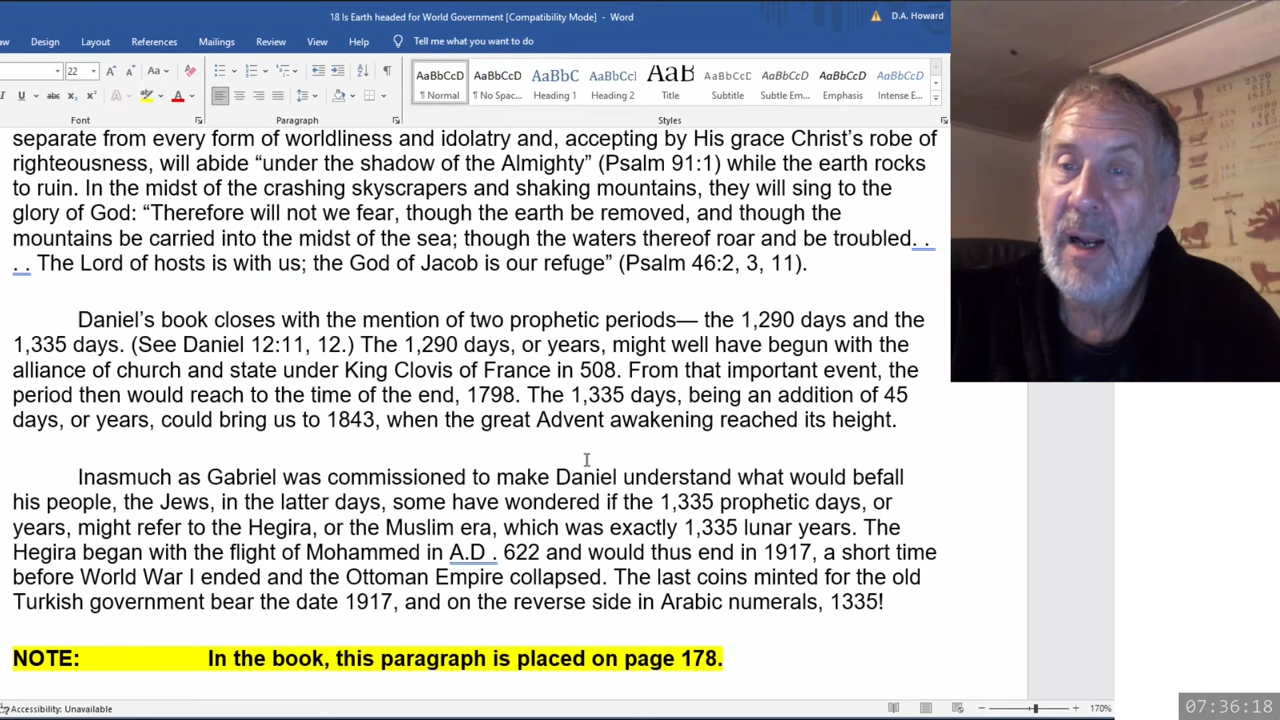 18 Is Earth headed for World Government [Compatibility Mode] - Word
D.A. Howard
aw Design Layout References Mailings Review View Help Tell me what you want to do
22 Aa
AaBbCcD AaBbCcD AaBbC AaBbCcI AaB AaBbCcD AaBbCcD AaBbCcD AaBbCcD
¶ Normal ¶ No Spac... Heading 1 Heading 2 Title Subtitle Subtle Em... Emphasis Intense E...
I U abc X₂ X² A A
Font Paragraph Styles
separate from every form of worldliness and idolatry and, accepting by His grace Christ’s robe of
righteousness, will abide “under the shadow of the Almighty” (Psalm 91:1) while the earth rocks
to ruin. In the midst of the crashing skyscrapers and shaking mountains, they will sing to the
glory of God: “Therefore will not we fear, though the earth be removed, and though the
mountains be carried into the midst of the sea; though the waters thereof roar and be troubled. .
. . The Lord of hosts is with us; the God of Jacob is our refuge” (Psalm 46:2, 3, 11).
Daniel’s book closes with the mention of two prophetic periods— the 1,290 days and the
1,335 days. (See Daniel 12:11, 12.) The 1,290 days, or years, might well have begun with the
alliance of church and state under King Clovis of France in 508. From that important event, the
period then would reach to the time of the end, 1798. The 1,335 days, being an addition of 45
days, or years, could bring us to 1843, when the great Advent awakening reached its height.
Inasmuch as Gabriel was commissioned to make Daniel understand what would befall
his people, the Jews, in the latter days, some have wondered if the 1,335 prophetic days, or
years, might refer to the Hegira, or the Muslim era, which was exactly 1,335 lunar years. The
Hegira began with the flight of Mohammed in A.D . 622 and would thus end in 1917, a short time
before World War I ended and the Ottoman Empire collapsed. The last coins minted for the old
Turkish government bear the date 1917, and on the reverse side in Arabic numerals, 1335!
NOTE: In the book, this paragraph is placed on page 178.
Accessibility: Unavailable
170%
07:36:18